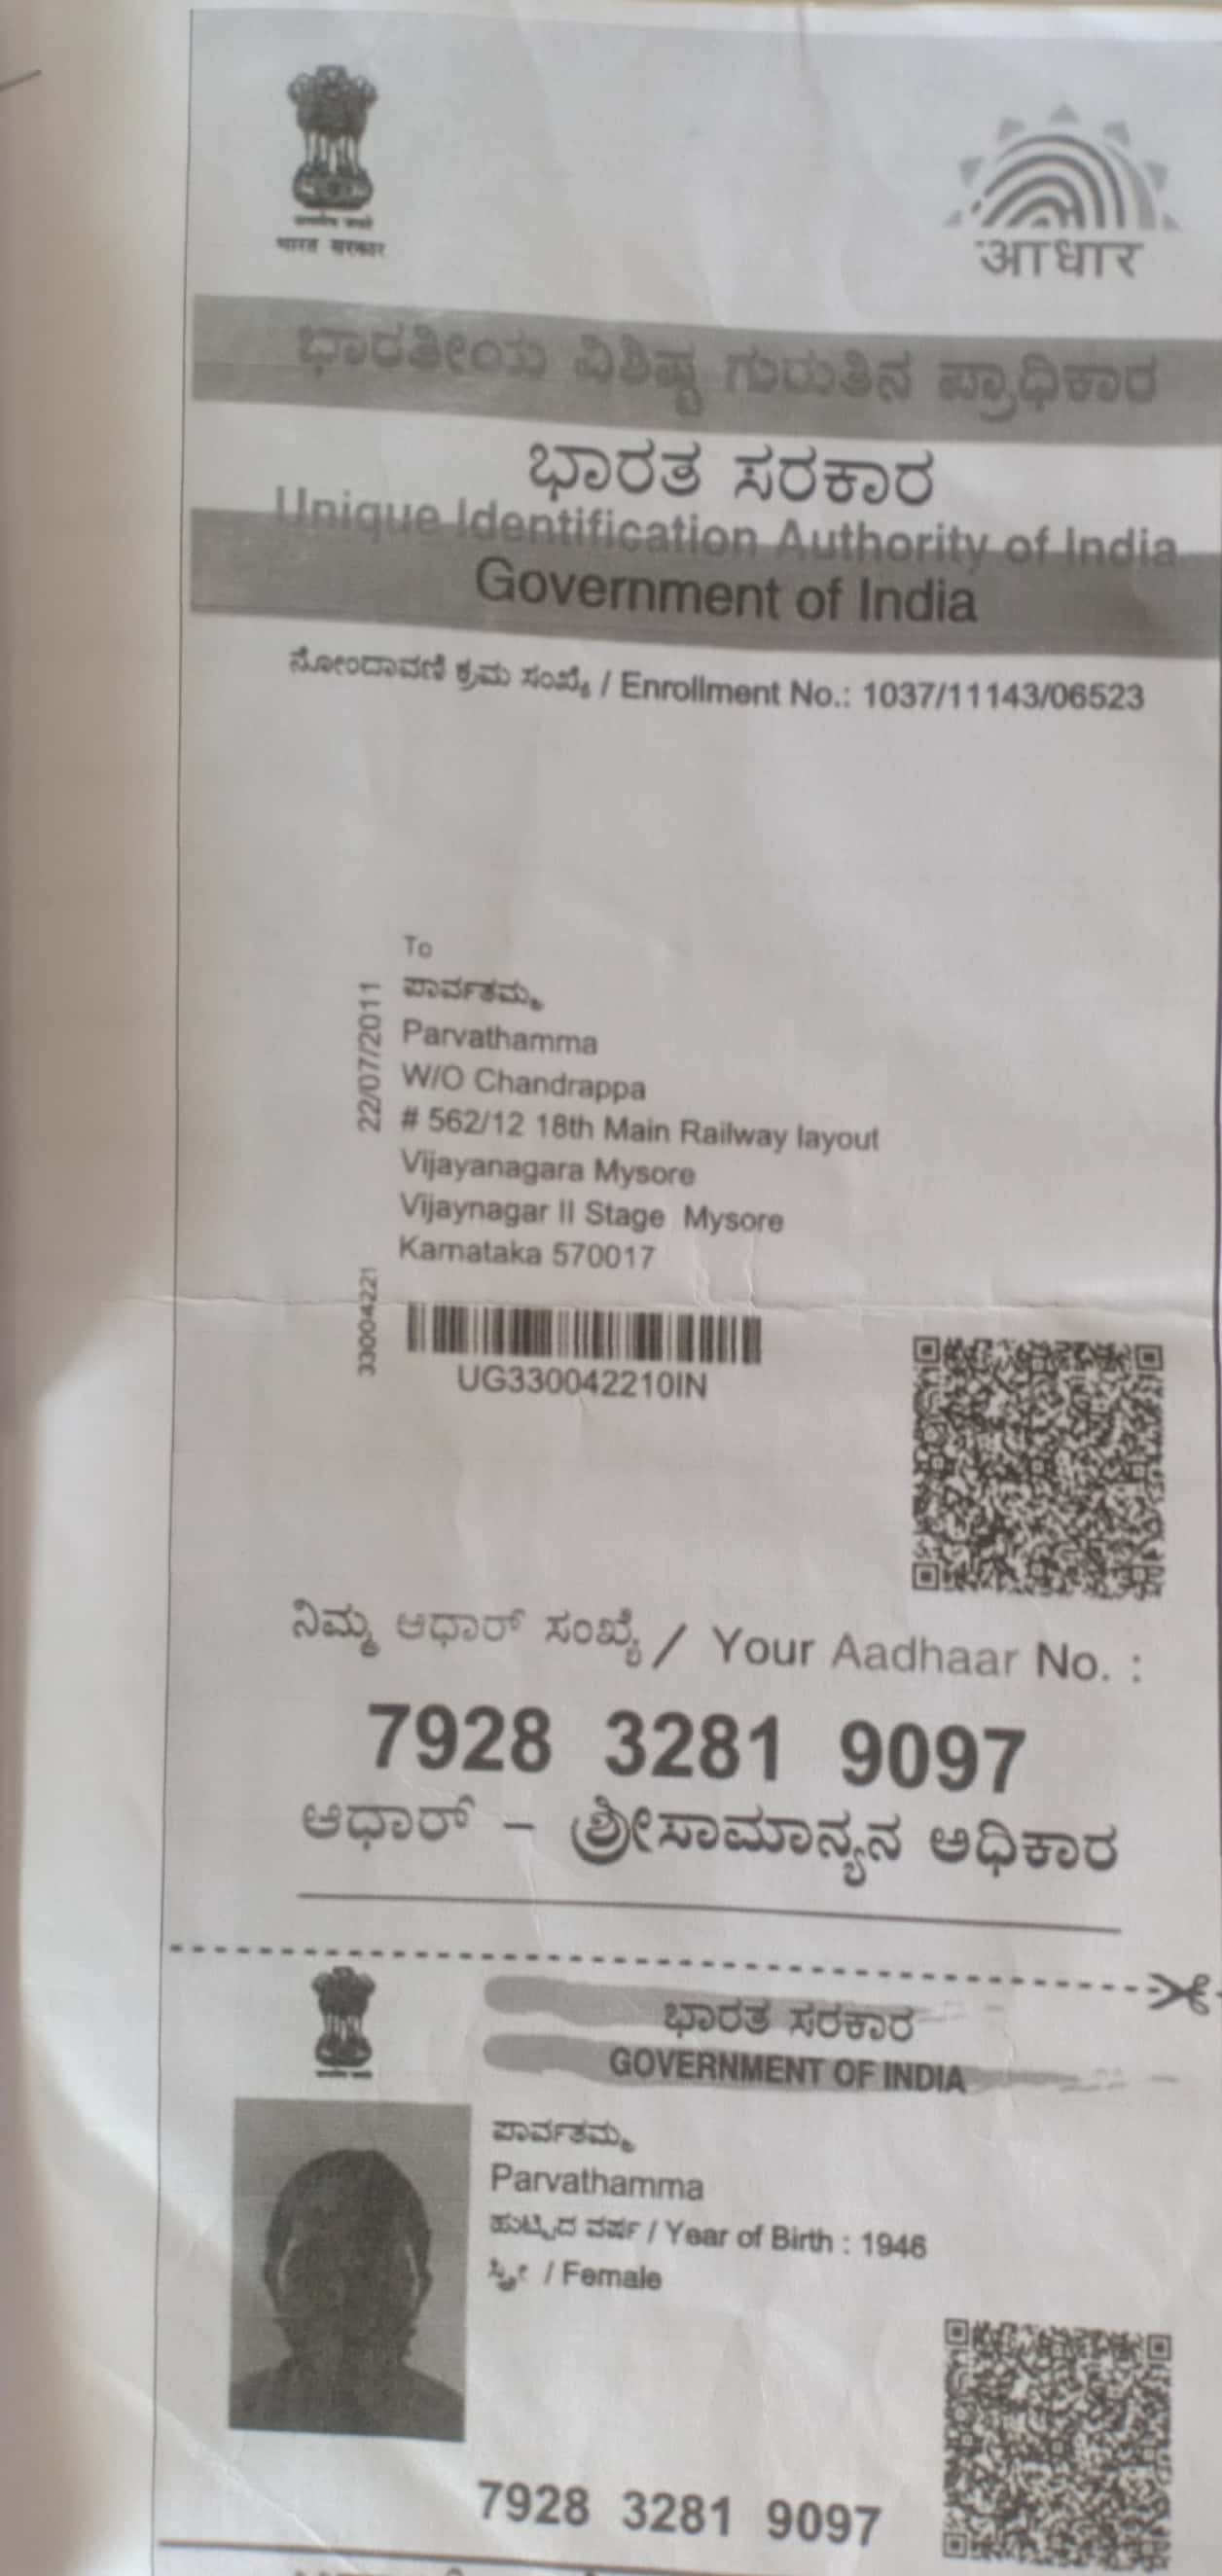 भारत सरकार
आधार
ಭಾರತೀಯ ವಿಶಿಷ್ಟ ಗುರುತಿನ ಪ್ರಾಧಿಕಾರ
ಭಾರತ ಸರಕಾರ
Unique Identification Authority of India
Government of India
ನೋಂದಾವಣಿ ಕ್ರಮ ಸಂಖ್ಯೆ / Enrollment No.: 1037/11143/06523
To
ಪಾರ್ವತಮ್ಮ
Parvathamma
W/O Chandrappa
# 562/12 18th Main Railway layout
Vijayanagara Mysore
Vijaynagar II Stage Mysore
Karnataka 570017
22/07/2011
33004221
UG330042210IN
ನಿಮ್ಮ ಆಧಾರ್ ಸಂಖ್ಯೆ / Your Aadhaar No. :
7928 3281 9097
ಆಧಾರ್ – ಶ್ರೀಸಾಮಾನ್ಯನ ಅಧಿಕಾರ
ಭಾರತ ಸರಕಾರ
GOVERNMENT OF INDIA
ಪಾರ್ವತಮ್ಮ
Parvathamma
ಹುಟ್ಟಿದ ವರ್ಷ / Year of Birth : 1946
ಸ್ತ್ರೀ / Female
7928 3281 9097